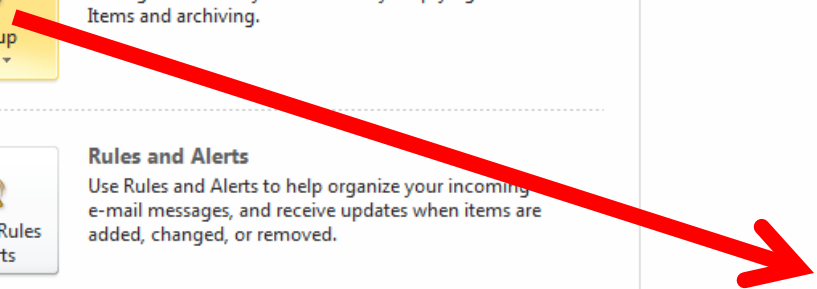 Items and archiving.
up
Rules and Alerts
Use Rules and Alerts to help organize your incoming
e-mail messages, and receive updates when items are
added, changed, or removed.
Rules
ts